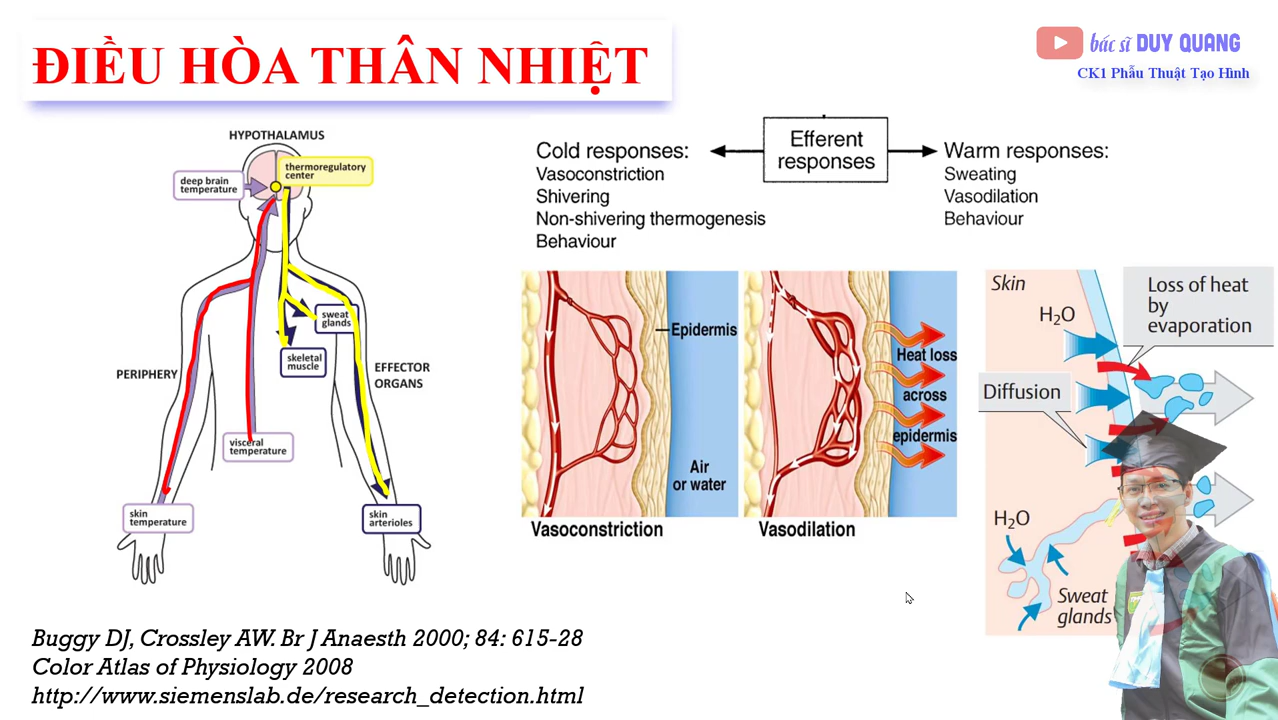 ĐIỀU HÒA THÂN NHIỆT
bác sĩ DUY QUANG
CK1 Phẫu Thuật Tạo Hình
HYPOTHALAMUS
thermoregulatory
center
deep brain
temperature
sweat
glands
skeletal
muscle
PERIPHERY
EFFECTOR
ORGANS
visceral
temperature
skin
temperature
skin
arterioles
Efferent
responses
Cold responses:
Vasoconstriction
Shivering
Non-shivering thermogenesis
Behaviour
Warm responses:
Sweating
Vasodilation
Behaviour
Epidermis
Air
or water
Vasoconstriction
Heat loss
across
epidermis
Vasodilation
Skin
H2O
Loss of heat
by
evaporation
Diffusion
H2O
Sweat
glands
Buggy DJ, Crossley AW. Br J Anaesth 2000; 84: 615-28
Color Atlas of Physiology 2008
http://www.siemenslab.de/research_detection.html